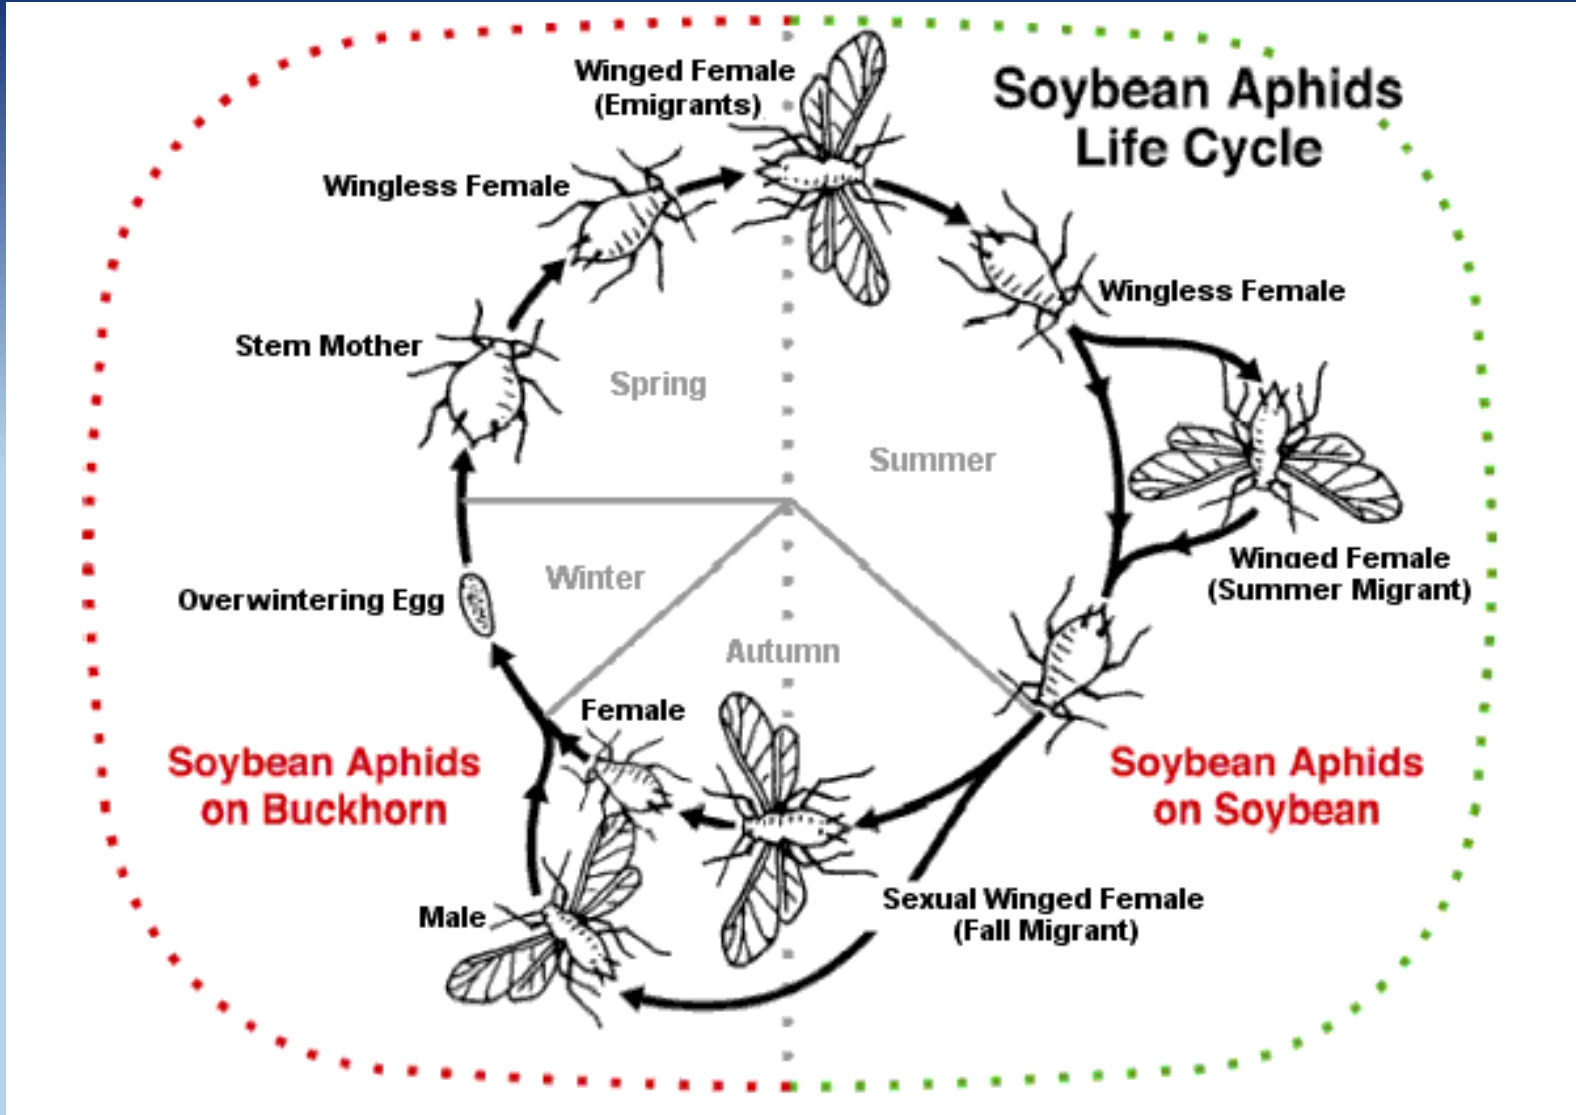 Winged Female
(Emigrants)
Soybean Aphids
Life Cycle
Wingless Female
Wingless Female
Stem Mother
Spring
Summer
Winged Female
(Summer Migrant)
Winter
Overwintering Egg
Autumn
Female
Soybean Aphids
on Buckhorn
Soybean Aphids
on Soybean
Male
Sexual Winged Female
(Fall Migrant)